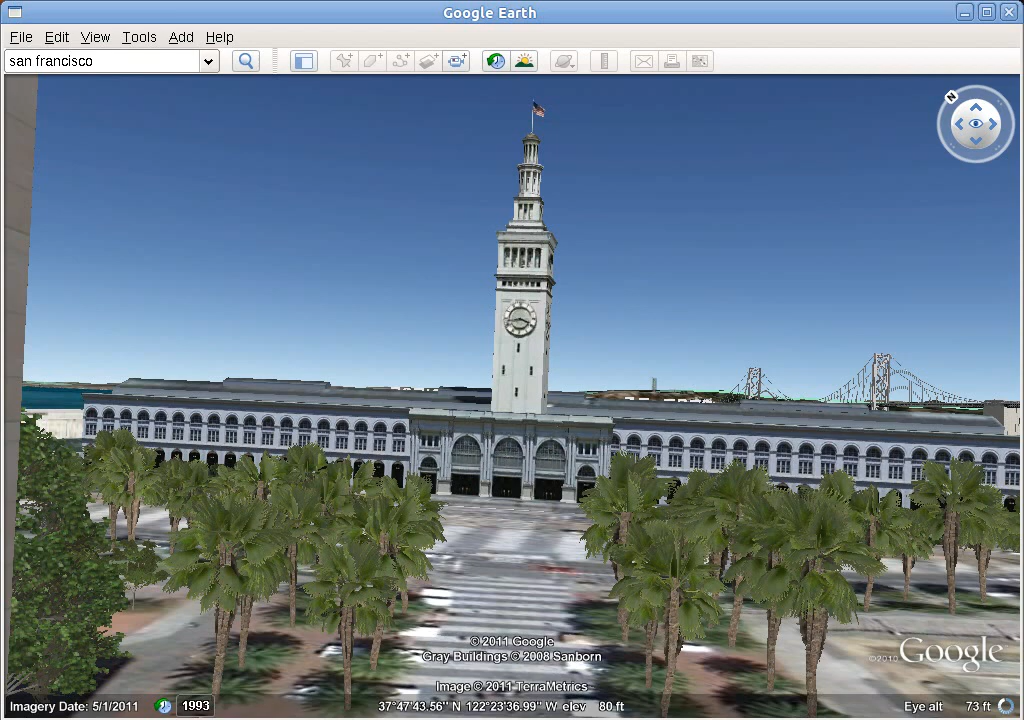 Google Earth
File Edit View Tools Add Help
san francisco
N
© 2011 Google
Gray Buildings © 2008 Sanborn
©2010 Google
Image © 2011 TerraMetrics
Imagery Date: 5/1/2011 1993 37°47'43.56" N 122°23'36.99" W elev 80 ft Eye alt 73 ft